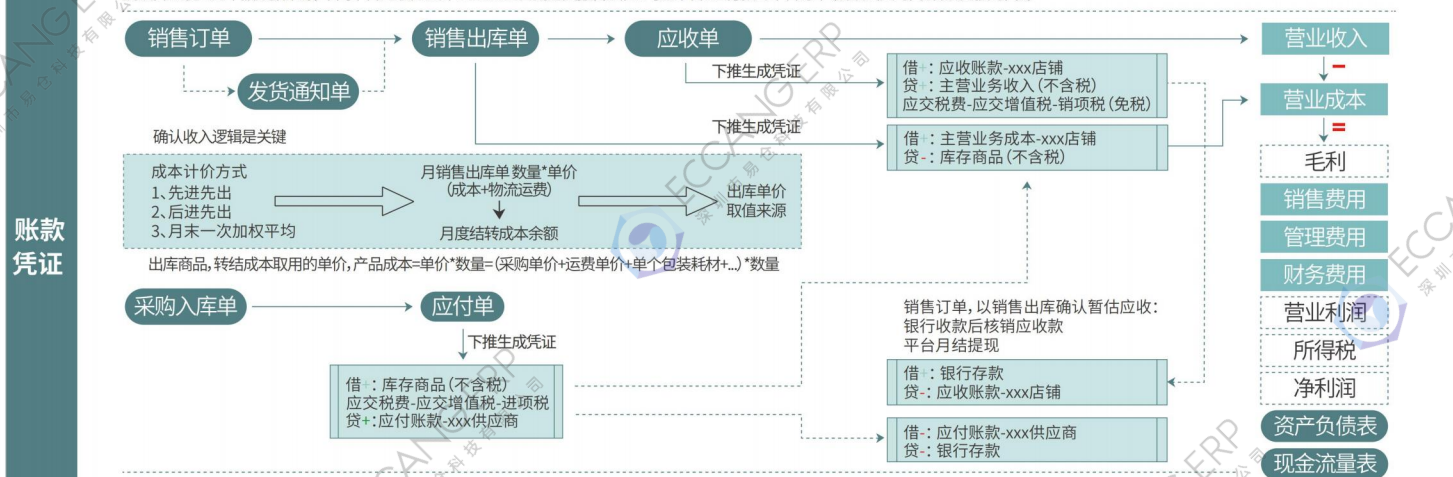 账款
凭证
销售订单
销售出库单
应收单
发货通知单
下推生成凭证
借+: 应收账款-xxx店铺
贷+: 主营业务收入(不含税)
应交税费-应交增值税-销项税(免税)
下推生成凭证
借+: 主营业务成本-xxx店铺
贷-: 库存商品(不含税)
确认收入逻辑是关键
成本计价方式
1、先进先出
2、后进先出
3、月末一次加权平均
月销售出库单 数量*单价
(成本+物流运费)
月度结转成本余额
出库单价
取值来源
出库商品,转结成本取用的单价,产品成本=单价*数量=(采购单价+运费单价+单个包装耗材+...)*数量
采购入库单
应付单
下推生成凭证
借+: 库存商品(不含税)
应交税费-应交增值税-进项税
贷+:应付账款-xxx供应商
销售订单,以销售出库确认暂估应收:
银行收款后核销应收款
平台月结提现
借+: 银行存款
贷-: 应收账款-xxx店铺
借-: 应付账款-xxx供应商
贷-: 银行存款
营业收入
-
营业成本
=
毛利
销售费用
管理费用
财务费用
营业利润
所得税
净利润
资产负债表
现金流量表
ECCANG ERP
深圳市易仓科技有限公司